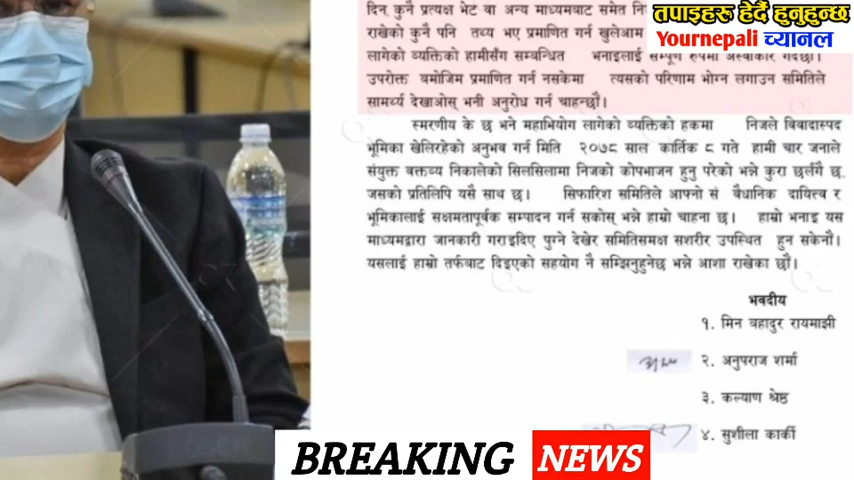 तपाइहरु हेर्दै हुनुहुन्छ
Yournepali च्यानल
दिन कुनै प्रत्यक्ष भेट वा अन्य माध्यमबाट समेत
राखेको कुनै पनि तथ्य भए प्रमाणित गर्न खुलेआम
लागेको व्यक्तिको हामीसँग सम्बन्धित भनाइलाई सम्पूर्ण रुपमा अस्वीकार गर्दछौं।
उपरोक्त बमोजिम प्रमाणित गर्न नसकेमा त्यसको परिणाम भोग्न लगाउन समितिले
सामर्थ्य देखाओस् भनी अनुरोध गर्न चाहन्छौं।
स्मरणीय के छ भने महाभियोग लागेको व्यक्तिको हकमा निजले विवादास्पद
भूमिका खेलिरहेको अनुभव गर्न मिति २०७८ साल कार्तिक ८ गते हामी चार जनाले
संयुक्त वक्तव्य निकालेको सिलसिलामा निजको कोपभाजन हुनु परेको भन्ने कुरा छर्लंगै छ,
जसको प्रतिलिपि यसै साथ छ। सिफारिश समितिले आफ्नो सं वैधानिक दायित्व र
भूमिकालाई सक्षमतापूर्वक सम्पादन गर्न सकोस् भन्ने हाम्रो चाहना छ। हाम्रो भनाइ यस
माध्यमद्वारा जानकारी गराइदिए पुग्ने देखेर समितिसमक्ष सशरीर उपस्थित हुन सकेनौं।
यसलाई हाम्रो तर्फबाट दिइएको सहयोग नै सम्झिनुहुनेछ भन्ने आशा राखेका छौं।
भवदीय
१. मिन बहादुर रायमाझी
२. अनुपराज शर्मा
३. कल्याण श्रेष्ठ
४. सुशीला कार्की
BREAKING NEWS